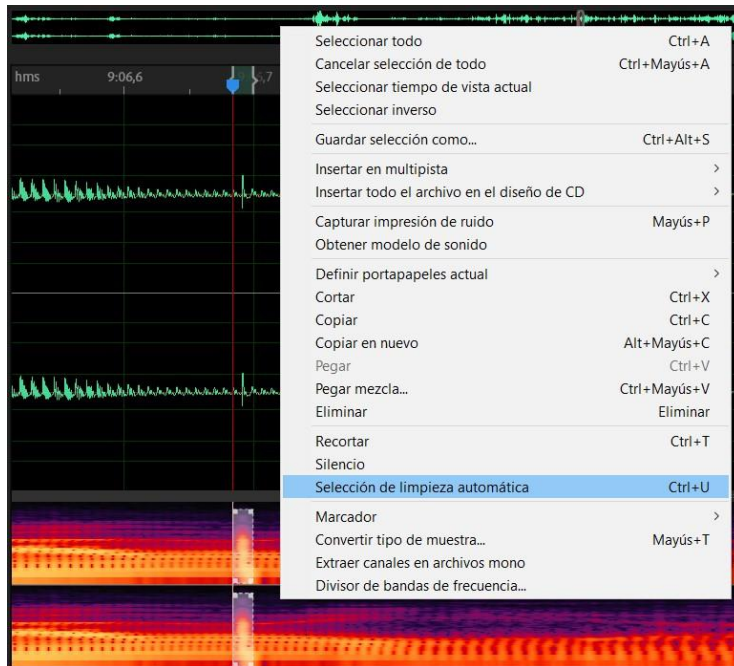 hms 9:06,6 6,7
Seleccionar todo Ctrl+A
Cancelar selección de todo Ctrl+Mayús+A
Seleccionar tiempo de vista actual
Seleccionar inverso
Guardar selección como... Ctrl+Alt+S
Insertar en multipista
Insertar todo el archivo en el diseño de CD
Capturar impresión de ruido Mayús+P
Obtener modelo de sonido
Definir portapapeles actual
Cortar Ctrl+X
Copiar Ctrl+C
Copiar en nuevo Alt+Mayús+C
Pegar Ctrl+V
Pegar mezcla... Ctrl+Mayús+V
Eliminar Eliminar
Recortar Ctrl+T
Silencio
Selección de limpieza automática Ctrl+U
Marcador
Convertir tipo de muestra... Mayús+T
Extraer canales en archivos mono
Divisor de bandas de frecuencia...